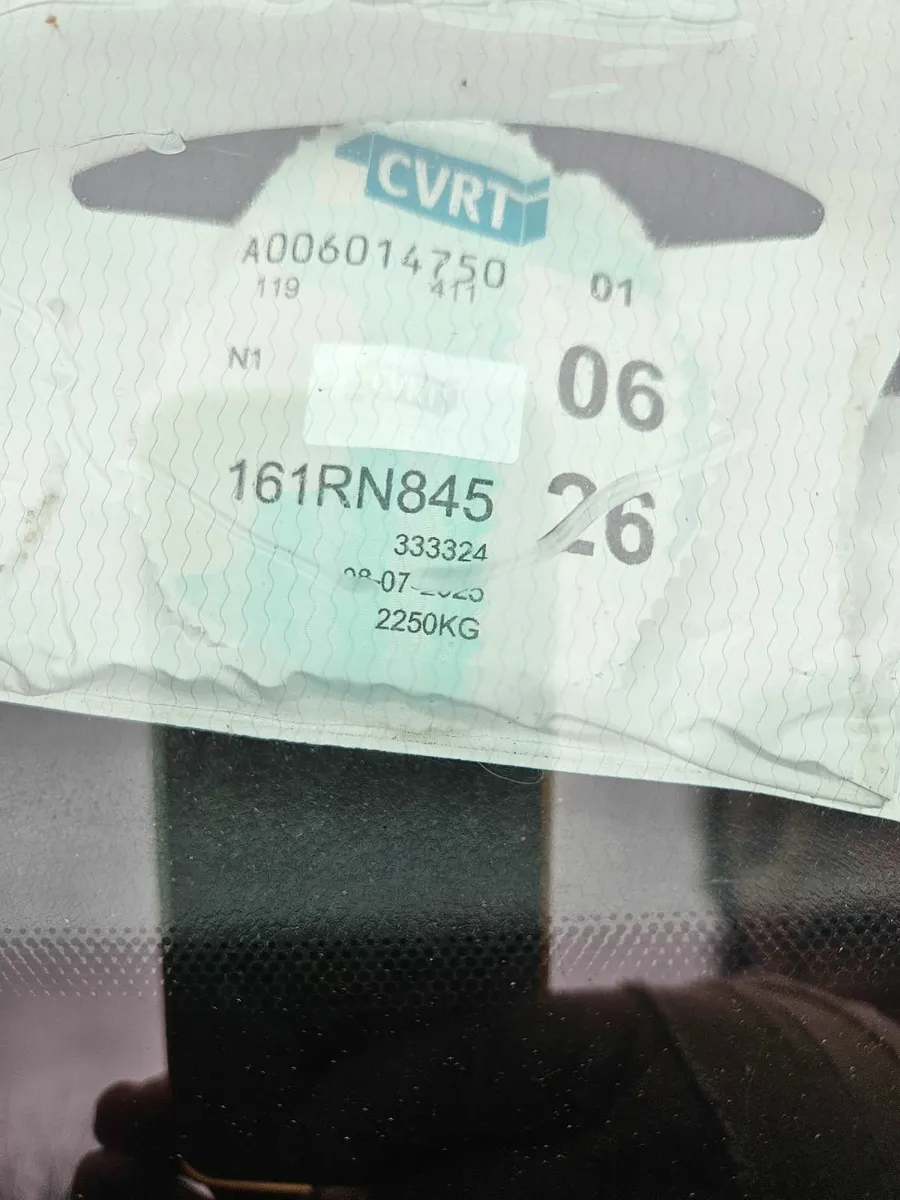 CVRT
A006014750
119 411
01
N1
06
161RN845
26
333324
2250KG